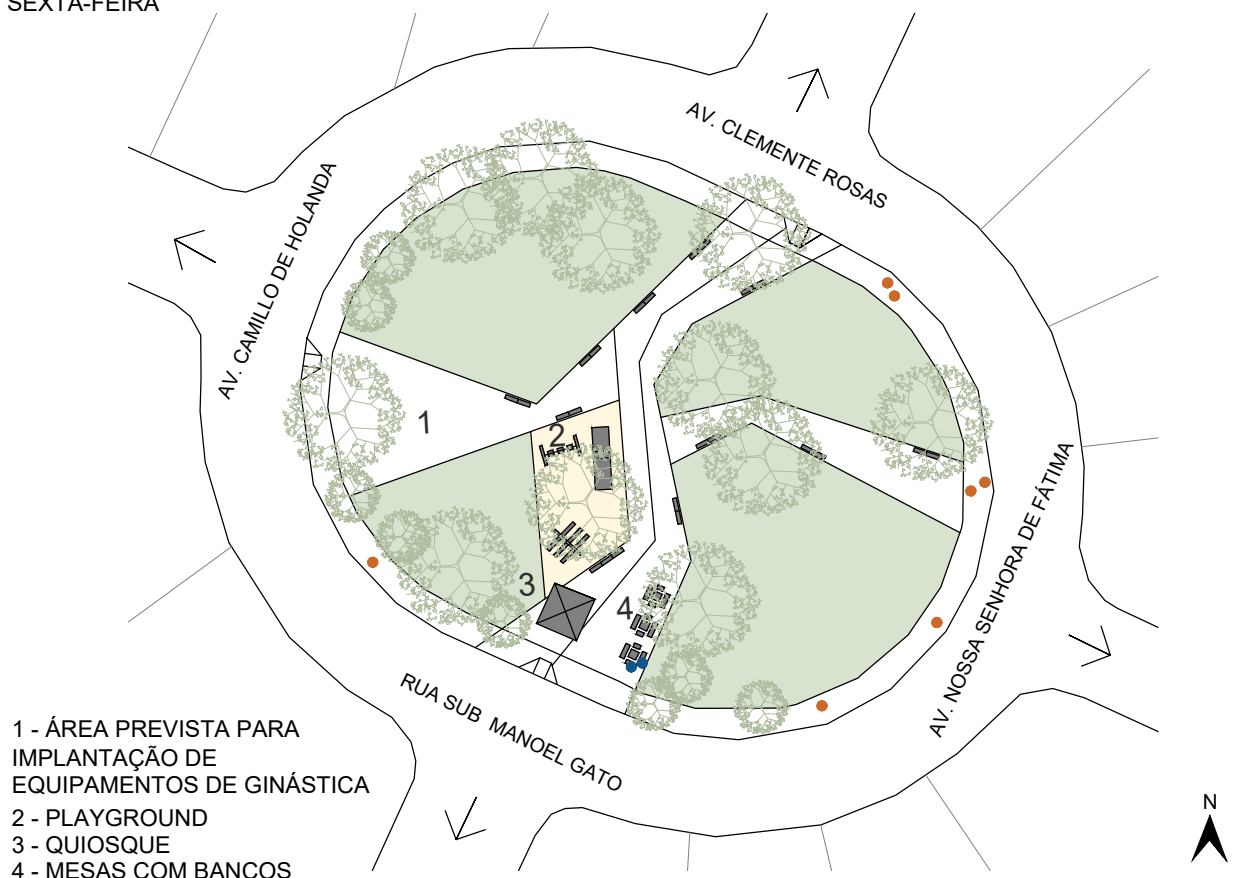 SEXTA-FEIRA
AV. CLEMENTE ROSAS
AV. CAMILLO DE HOLANDA
1
2
3
4
AV. NOSSA SENHORA DE FÁTIMA
RUA SUB MANOEL GATO
1 - ÁREA PREVISTA PARA
IMPLANTAÇÃO DE
EQUIPAMENTOS DE GINÁSTICA
2 - PLAYGROUND
3 - QUIOSQUE
4 - MESAS COM BANCOS
N